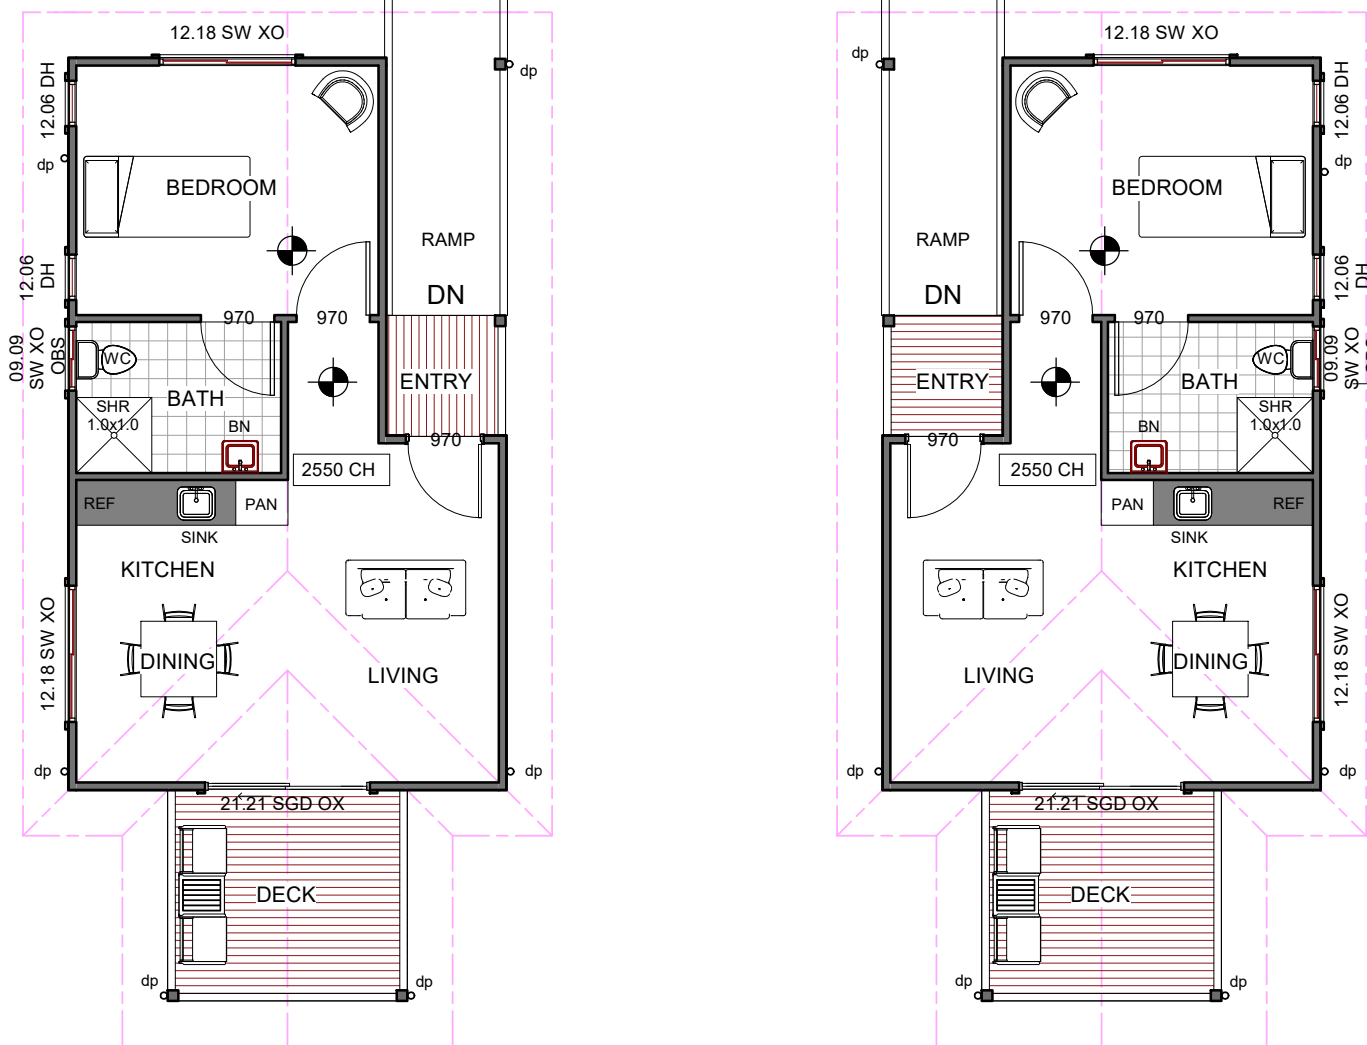 12.18 SW XO
dp
12.06 DH
dp
BEDROOM
RAMP
DN
12.06
DH
970
970
09.09
SW XO
OBS
WC
BATH
ENTRY
SHR
1.0x1.0
BN
970
2550 CH
REF
PAN
SINK
KITCHEN
12.18 SW XO
DINING
LIVING
dp
dp
21.21 SGD OX
DECK
dp
dp
12.18 SW XO
dp
12.06 DH
dp
BEDROOM
RAMP
DN
12.06
DH
970
970
09.09
SW XO
WC
BATH
ENTRY
SHR
1.0x1.0
BN
970
2550 CH
PAN
REF
SINK
KITCHEN
12.18 SW XO
LIVING
DINING
dp
dp
21.21 SGD OX
DECK
dp
dp